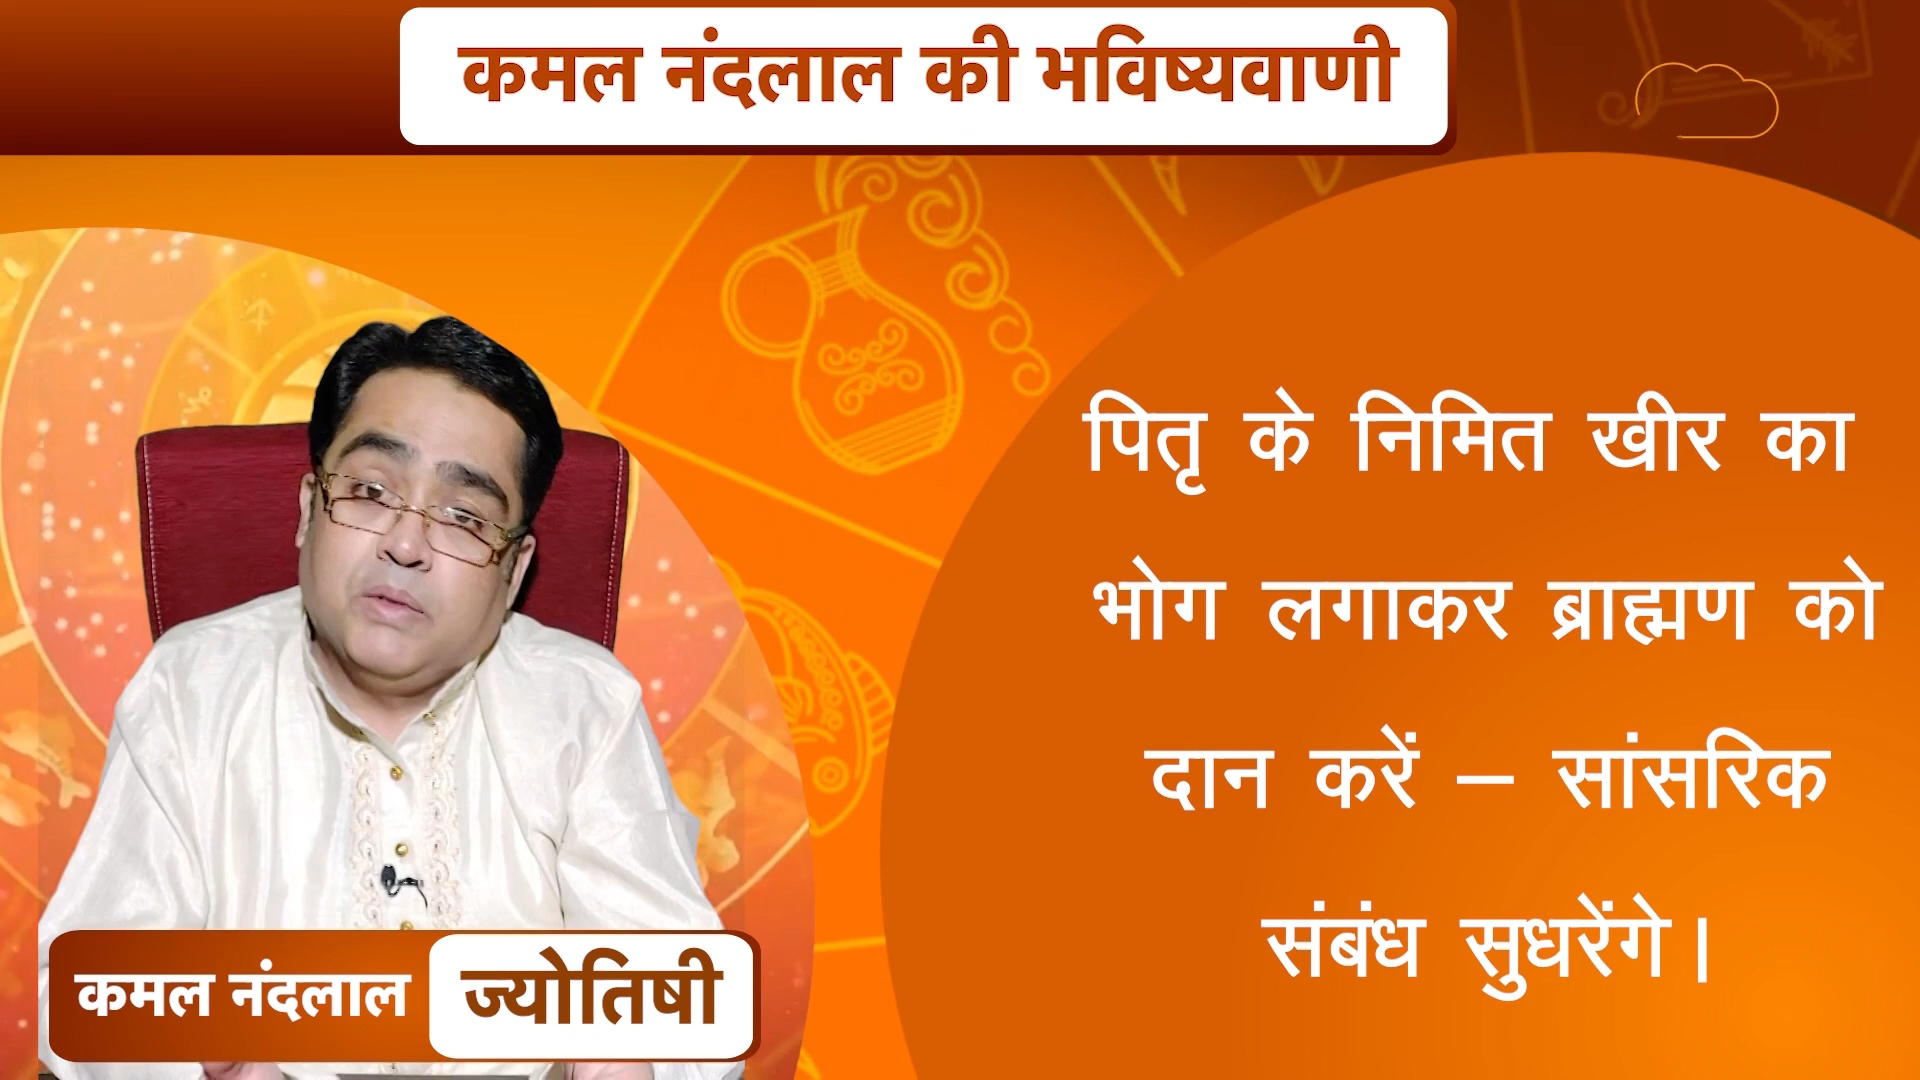 कमल नंदलाल की भविष्यवाणी
पितृ के निमित खीर का
भोग लगाकर ब्राह्मण को
दान करें – सांसरिक
संबंध सुधरेंगे।
कमल नंदलाल ज्योतिषी